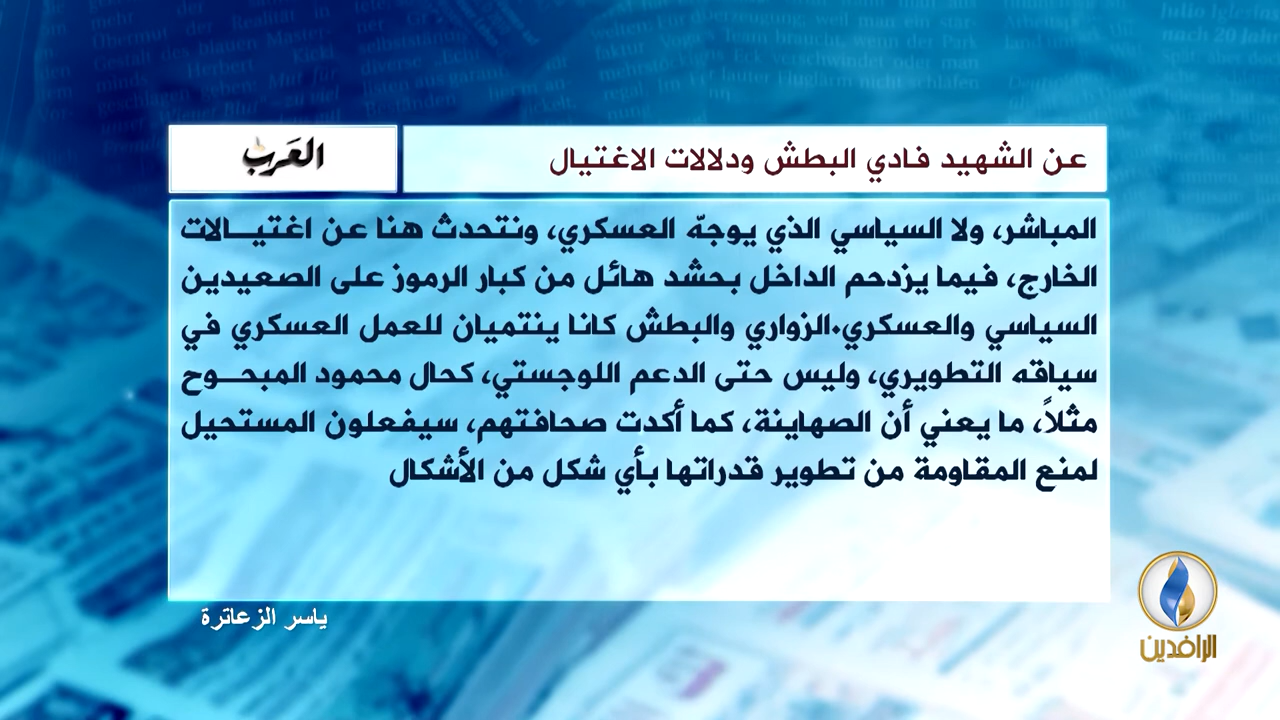 عن الشهيد فادي البطش ودلالات الاغتيال
العَرب
المباشر، ولا السياسي الذي يوجهّ العسكري، ونتحدث هنا عن اغتيـــالات
الخارج، فيما يزدحم الداخل بحشد هائل من كبار الرموز على الصعيدين
السياسي والعسكري.الزواري والبطش كانا ينتميان للعمل العسكري في
سياقه التطويري، وليس حتى الدعم اللوجستي، كحال محمود المبحـــوح
مثلاً، ما يعني أن الصهاينة، كما أكدت صحافتهم، سيفعلون المستحيل
لمنع المقاومة من تطوير قدراتها بأي شكل من الأشكال
ياسر الزعاترة
الرافدين